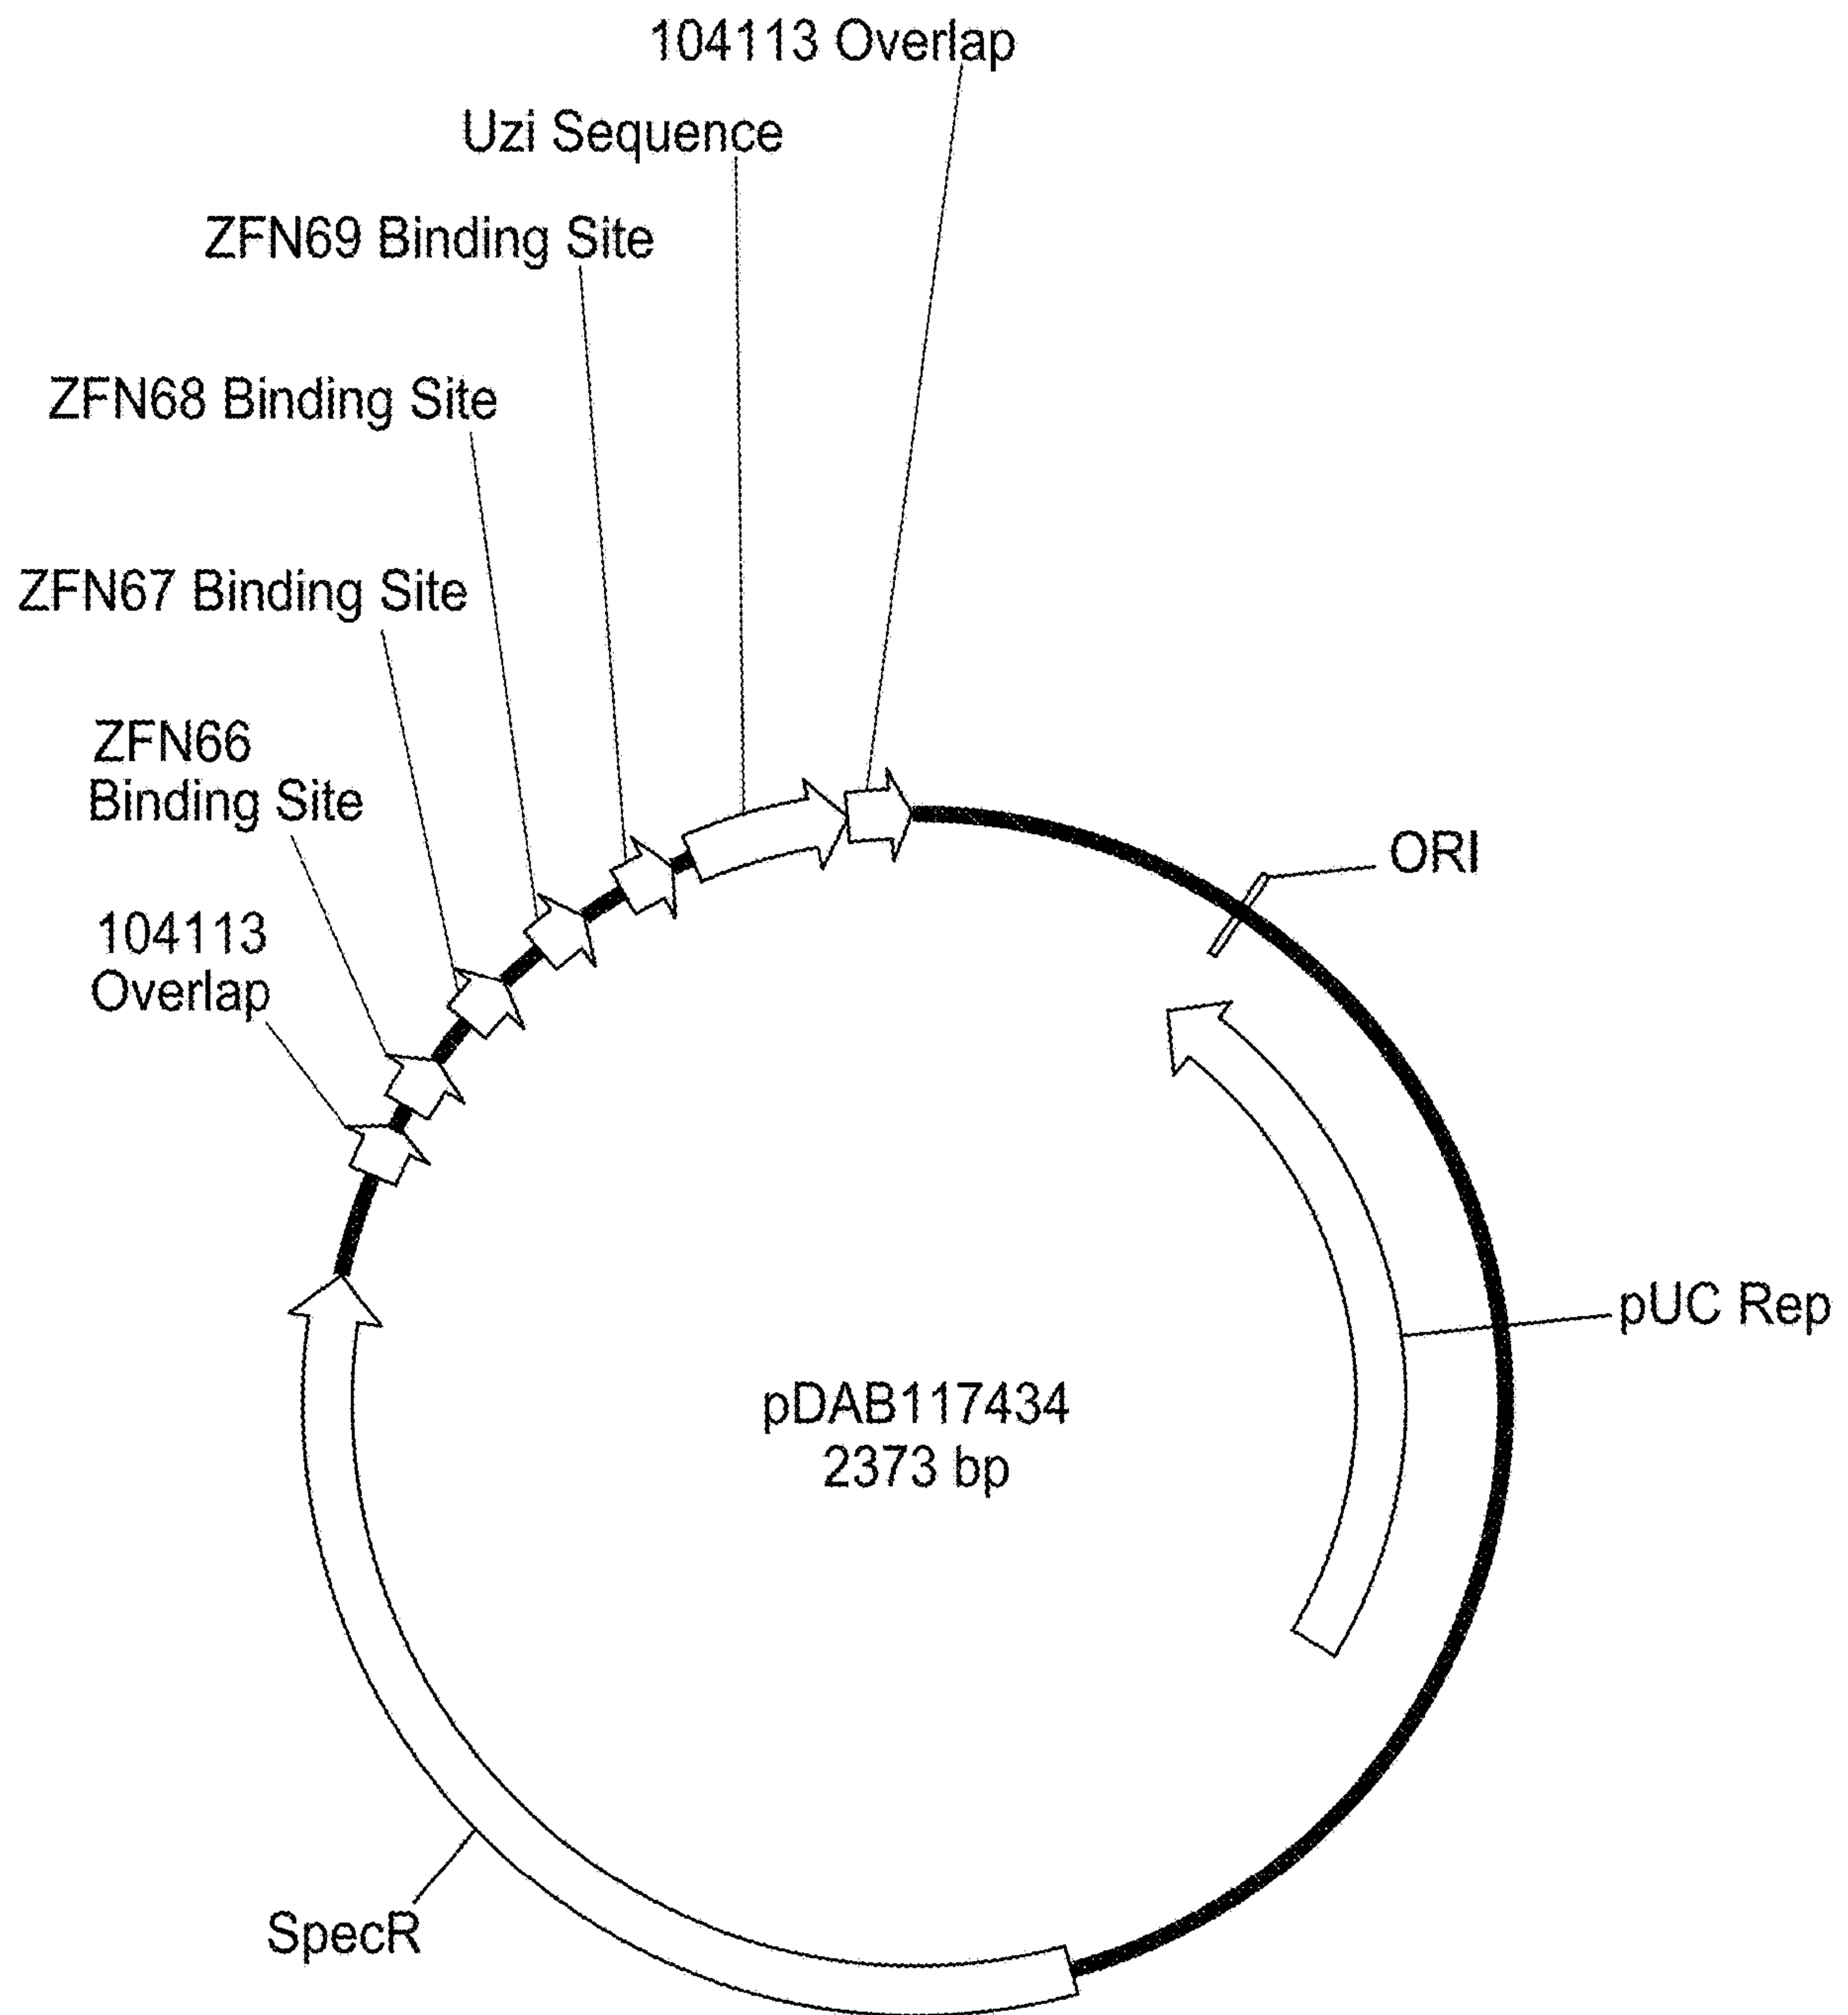 104113 Overlap
Uzi Sequence
ZFN69 Binding Site
ZFN68 Binding Site
ZFN67 Binding Site
ZFN66
Binding Site
ORI
104113
Overlap
pUC Rep
pDAB117434
2373 bp
SpecR